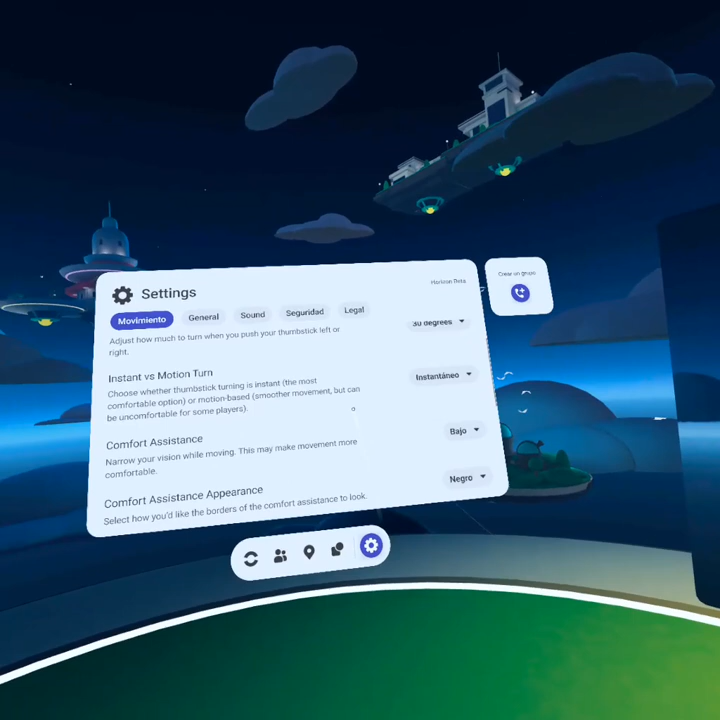 Settings
Horizon Beta
Crear un grupo
Movimiento
General
Sound
Seguridad
Legal
Adjust how much to turn when you push your thumbstick left or
right.
30 degrees
Instant vs Motion Turn
Choose whether thumbstick turning is instant (the most
comfortable option) or motion-based (smoother movement, but can
be uncomfortable for some players).
Instantáneo
Comfort Assistance
Narrow your vision while moving. This may make movement more
comfortable.
Bajo
Comfort Assistance Appearance
Select how you'd like the borders of the comfort assistance to look.
Negro